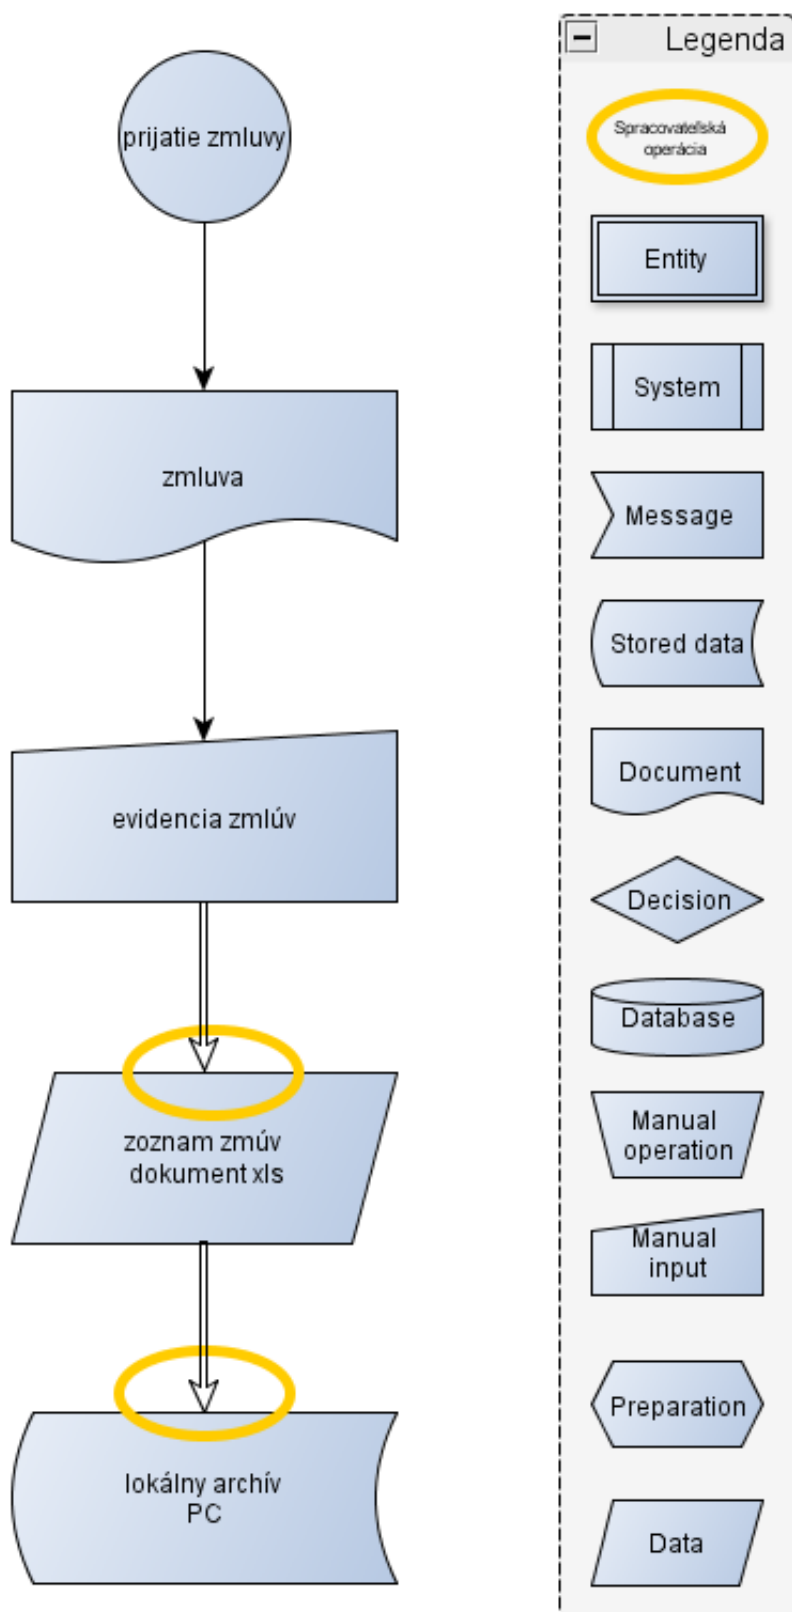 prijatie zmluvy
zmluva
evidencia zmlúv
zoznam zmúv
dokument xls
lokálny archív
PC
Legenda
Spracovateľská
operácia
Entity
System
Message
Stored data
Document
Decision
Database
Manual
operation
Manual
input
Preparation
Data